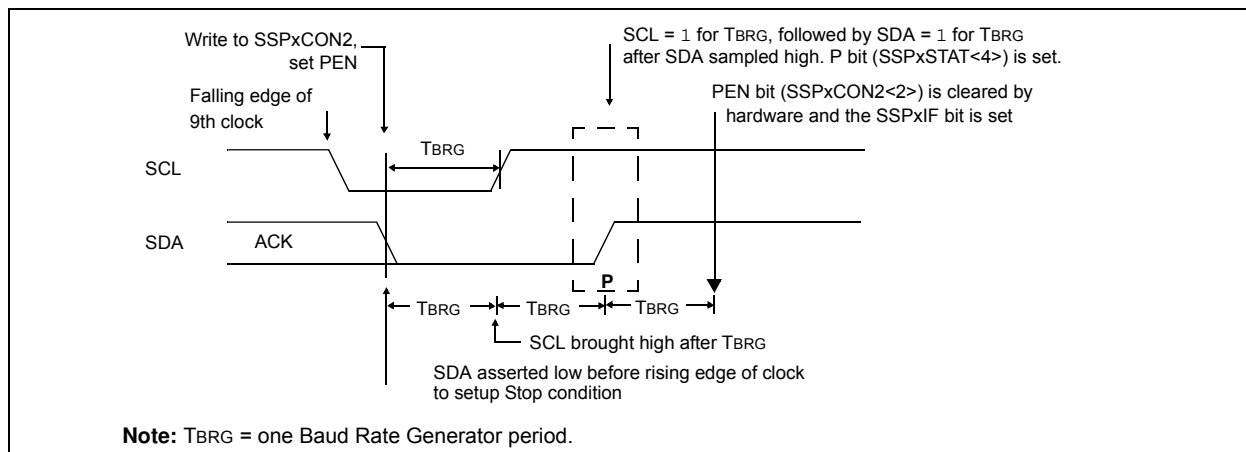 Write to SSPxCON2,
set PEN
SCL = 1 for TBRG, followed by SDA = 1 for TBRG
after SDA sampled high. P bit (SSPxSTAT<4>) is set.
Falling edge of
9th clock
PEN bit (SSPxCON2<2>) is cleared by
hardware and the SSPxIF bit is set
TBRG
SCL
SDA
ACK
P
TBRG
TBRG
TBRG
SCL brought high after TBRG
SDA asserted low before rising edge of clock
to setup Stop condition
Note: TBRG = one Baud Rate Generator period.